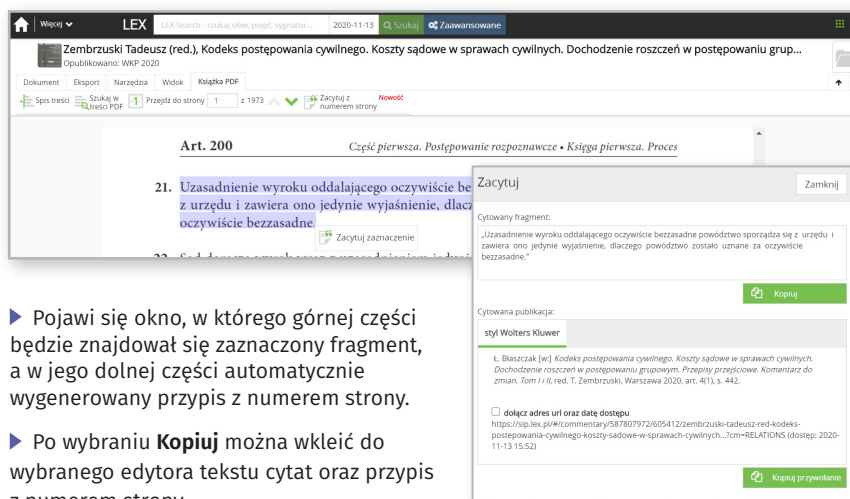 Więcej LEX LEX Search - szukaj słów, pojęć, sygnatur... 2020-11-13 Szukaj Zaawansowane
Zembrzuski Tadeusz (red.), Kodeks postępowania cywilnego. Koszty sądowe w sprawach cywilnych. Dochodzenie roszczeń w postępowaniu grup...
Opublikowano: WKP 2020
Dokument Eksport Narzędzia Widok Książka PDF
Spis treści Szukaj w treści PDF 1 Przejdź do strony 1 z 1973 Zacytuj z numerem strony Nowość
Art. 200 Część pierwsza. Postępowanie rozpoznawcze • Księga pierwsza. Proces
21. Uzasadnienie wyroku oddalającego oczywiście be
z urzędu i zawiera ono jedynie wyjaśnienie, dlacz
oczywiście bezzasadne.
Zacytuj zaznaczenie
Zacytuj Zamknij
Cytowany fragment:
„Uzasadnienie wyroku oddalającego oczywiście bezzasadne powództwo sporządza się z urzędu i
zawiera ono jedynie wyjaśnienie, dlaczego powództwo zostało uznane za oczywiście
bezzasadne."
Kopiuj
Cytowana publikacja:
styl Wolters Kluwer
Ł. Błaszczak [w:] Kodeks postępowania cywilnego. Koszty sądowe w sprawach cywilnych.
Dochodzenie roszczeń w postępowaniu grupowym. Przepisy przejściowe. Komentarz do
zmian. Tom I i II, red. T. Zembrzuski, Warszawa 2020, art. 4(1), s. 442.
dołącz adres url oraz datę dostępu
https://sip.lex.pl/#/commentary/587807972/605412/zembrzuski-tadeusz-red-kodeks-
postepowania-cywilnego-koszty-sadowe-w-sprawach-cywilnych...?cm=RELATIONS (dostęp: 2020-
11-13 15:52)
Kopiuj przywołanie
Pojawi się okno, w którego górnej części
będzie znajdował się zaznaczony fragment,
a w jego dolnej części automatycznie
wygenerowany przypis z numerem strony.
Po wybraniu Kopiuj można wkleić do
wybranego edytora tekstu cytat oraz przypis
z numerem strony